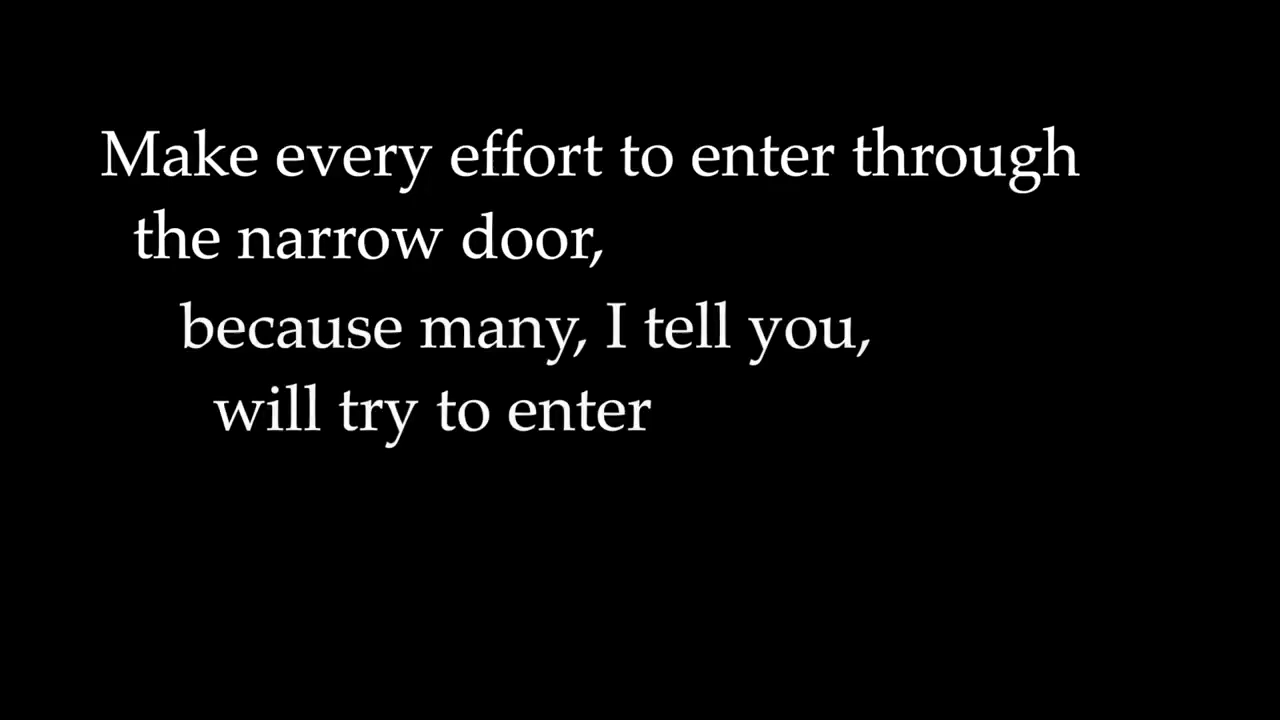 Make every effort to enter through
the narrow door,
because many, I tell you,
will try to enter